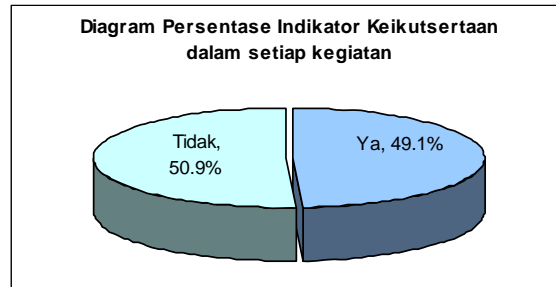 Diagram Persentase Indikator Keikutsertaan
dalam setiap kegiatan
Tidak,
50.9%
Ya, 49.1%